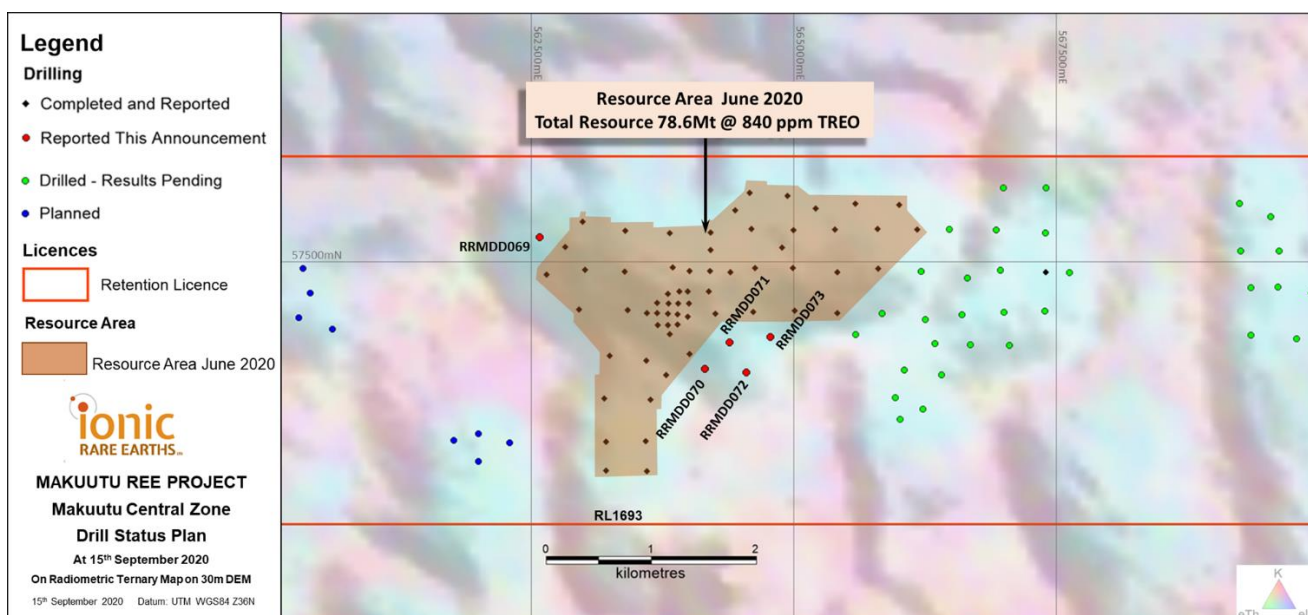 Legend
Drilling
Completed and Reported
Reported This Announcement
Drilled - Results Pending
Planned
Licences
Retention Licence
Resource Area
Resource Area June 2020
ionic
RARE EARTHS
MAKUUTU REE PROJECT
Makuutu Central Zone
Drill Status Plan
At 15th September 2020
On Radiometric Ternary Map on 30m DEM
15th September 2020 Datum: UTM WGS84 Z36N
562500mE
565000mE
567500mE
Resource Area June 2020
Total Resource 78.6Mt @ 840 ppm TREO
RRMDD069
57500mN
RRMDD071
RRMDD073
RRMDD070
RRMDD072
RL1693
0 1 2
kilometres
K